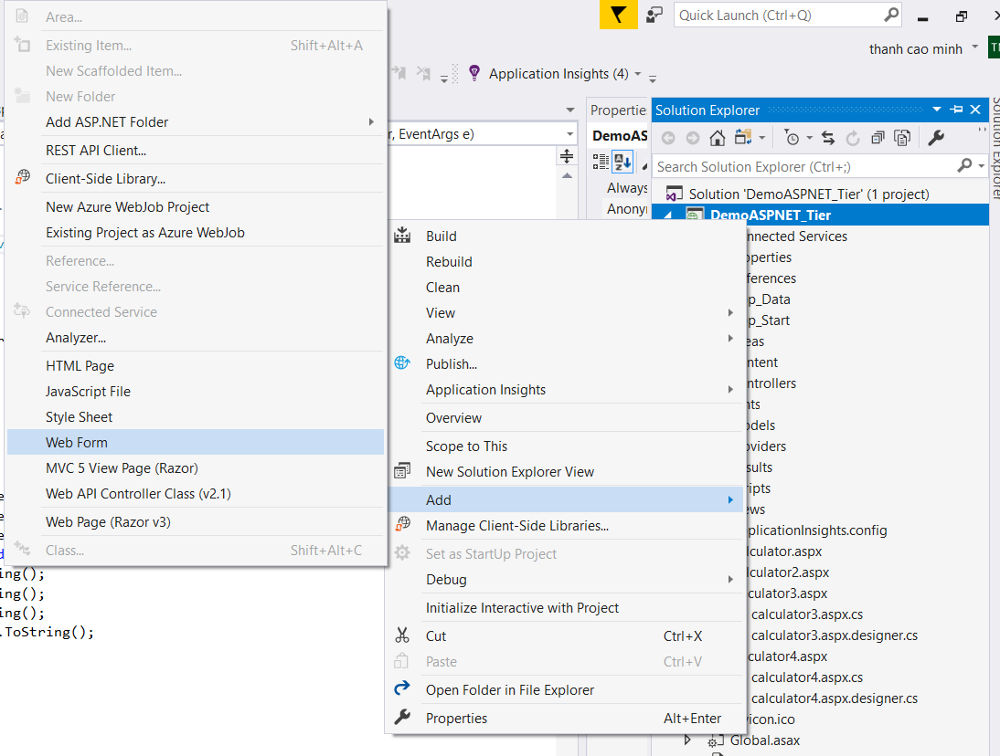 Area...
Existing Item... Shift+Alt+A
New Scaffolded Item...
New Folder
Add ASP.NET Folder
REST API Client...
Client-Side Library...
New Azure WebJob Project
Existing Project as Azure WebJob
Reference...
Service Reference...
Connected Service
Analyzer...
HTML Page
JavaScript File
Style Sheet
Web Form
MVC 5 View Page (Razor)
Web API Controller Class (v2.1)
Web Page (Razor v3)
Class... Shift+Alt+C
ing();
ing();
ing();
.ToString();
Quick Launch (Ctrl+Q)
thanh cao minh
Application Insights (4)
r, EventArgs e)
Propertie
DemoAS
Always
Anony
Build
Rebuild
Clean
View
Analyze
Publish...
Application Insights
Overview
Scope to This
New Solution Explorer View
Add
Manage Client-Side Libraries...
Set as StartUp Project
Debug
Initialize Interactive with Project
Cut Ctrl+X
Paste Ctrl+V
Open Folder in File Explorer
Properties Alt+Enter
Solution Explorer
Search Solution Explorer (Ctrl+;)
Solution 'DemoASPNET_Tier' (1 project)
DemoASPNET_Tier
nnected Services
perties
ferences
p_Data
p_Start
eas
ntent
ntrollers
nts
dels
oviders
sults
ripts
ews
plicationInsights.config
lculator.aspx
lculator2.aspx
culator3.aspx
calculator3.aspx.cs
calculator3.aspx.designer.cs
culator4.aspx
calculator4.aspx.cs
calculator4.aspx.designer.cs
vicon.ico
Global.asax
Solution Explorer